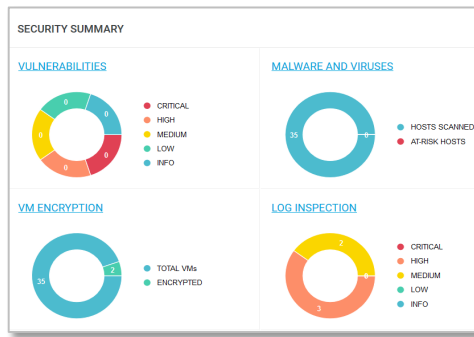 SECURITY SUMMARY
VULNERABILITIES
0
0
0
0
0
CRITICAL
HIGH
MEDIUM
LOW
INFO
MALWARE AND VIRUSES
35
0
HOSTS SCANNED
AT-RISK HOSTS
VM ENCRYPTION
35
2
TOTAL VMs
ENCRYPTED
LOG INSPECTION
2
0
3
CRITICAL
HIGH
MEDIUM
LOW
INFO